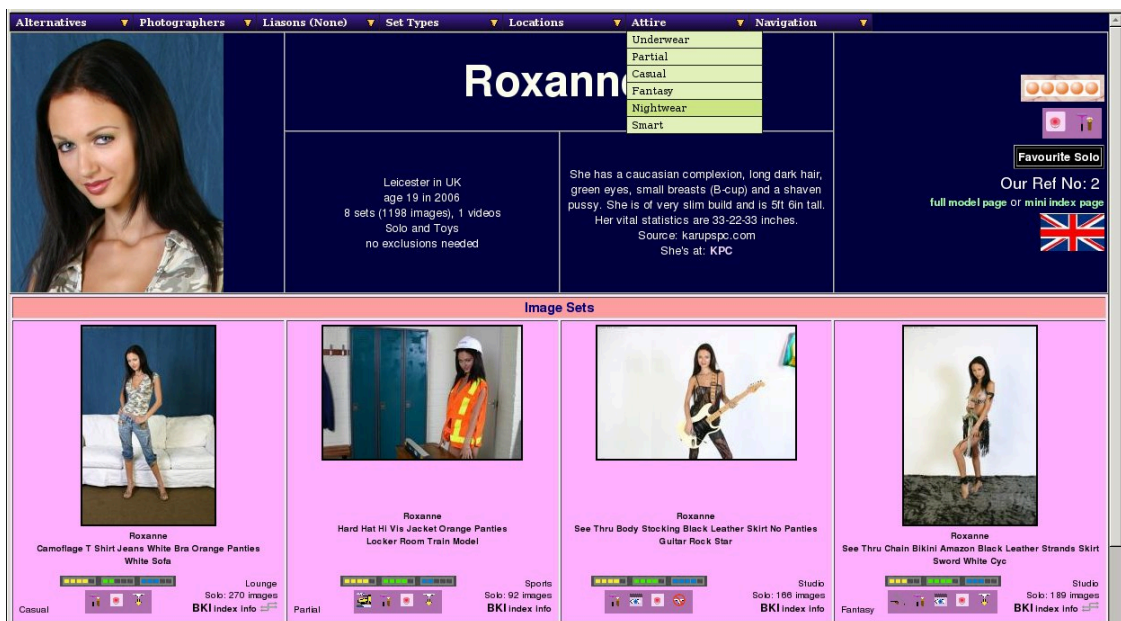 Alternatives Photographers Liasons (None) Set Types Locations Attire Navigation
Underwear
Partial
Casual
Fantasy
Nightwear
Smart
Roxanne
Leicester in UK
age 19 in 2006
8 sets (1198 images), 1 videos
Solo and Toys
no exclusions needed
She has a caucasian complexion, long dark hair,
green eyes, small breasts (B-cup) and a shaven
pussy. She is of very slim build and is 5ft 6in tall.
Her vital statistics are 33-22-33 inches.
Source: karupspc.com
She's at: KPC
Favourite Solo
Our Ref No: 2
full model page or mini index page
Image Sets
Roxanne
Camoflage T Shirt Jeans White Bra Orange Panties
White Sofa
Lounge
Solo: 270 images
Casual BKI index info
Roxanne
Hard Hat Hi Vis Jacket Orange Panties
Locker Room Train Model
Sports
Solo: 92 images
Partial BKI index info
Roxanne
See Thru Body Stocking Black Leather Skirt No Panties
Guitar Rock Star
Studio
Solo: 166 images
BKI index info
Roxanne
See Thru Chain Bikini Amazon Black Leather Strands Skirt
Sword White Cyc
Studio
Solo: 189 images
Fantasy BKI index info